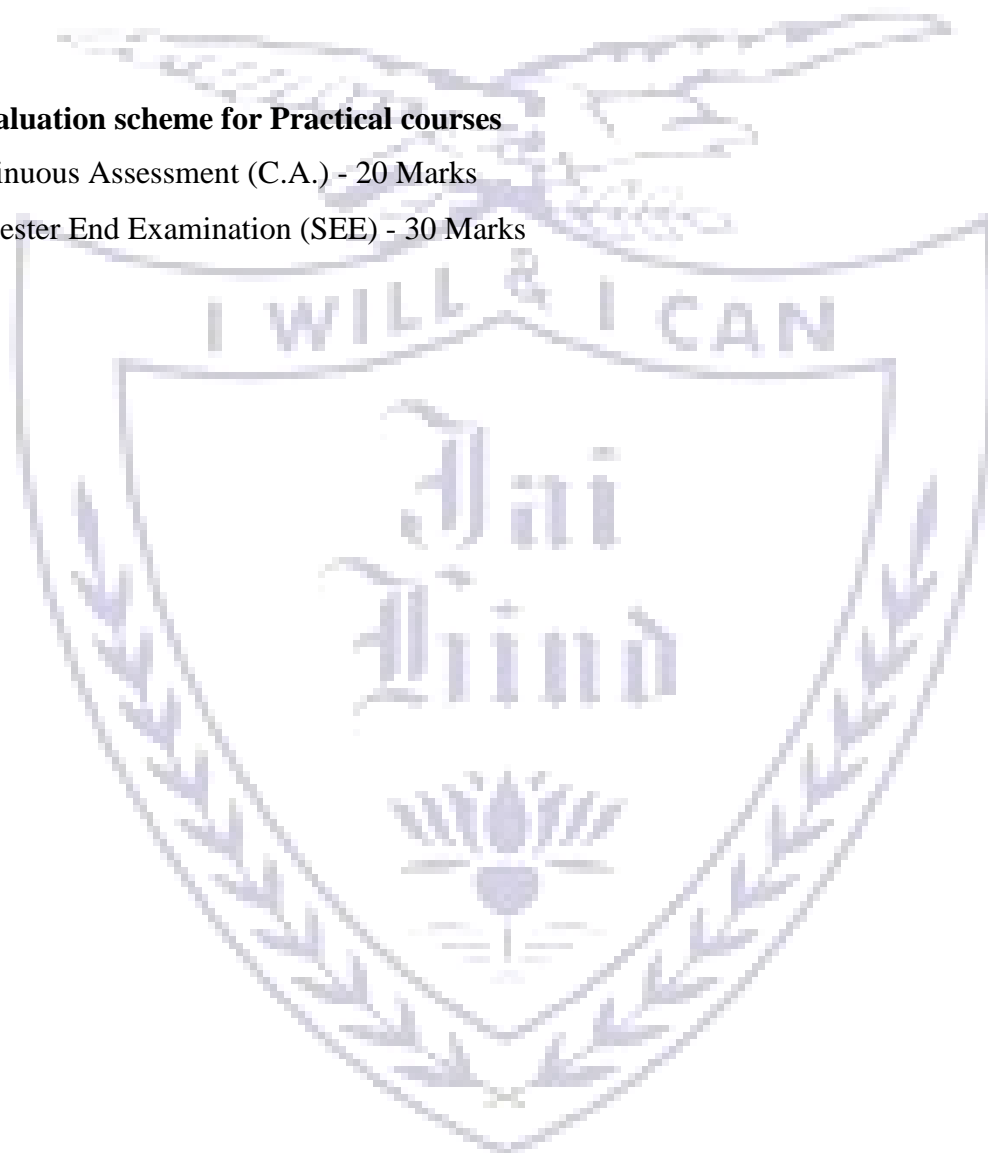 aluation scheme for Practical courses
inuous Assessment (C.A.) - 20 Marks
ester End Examination (SEE) - 30 Marks
I WILL & I CAN
Jai
Hind